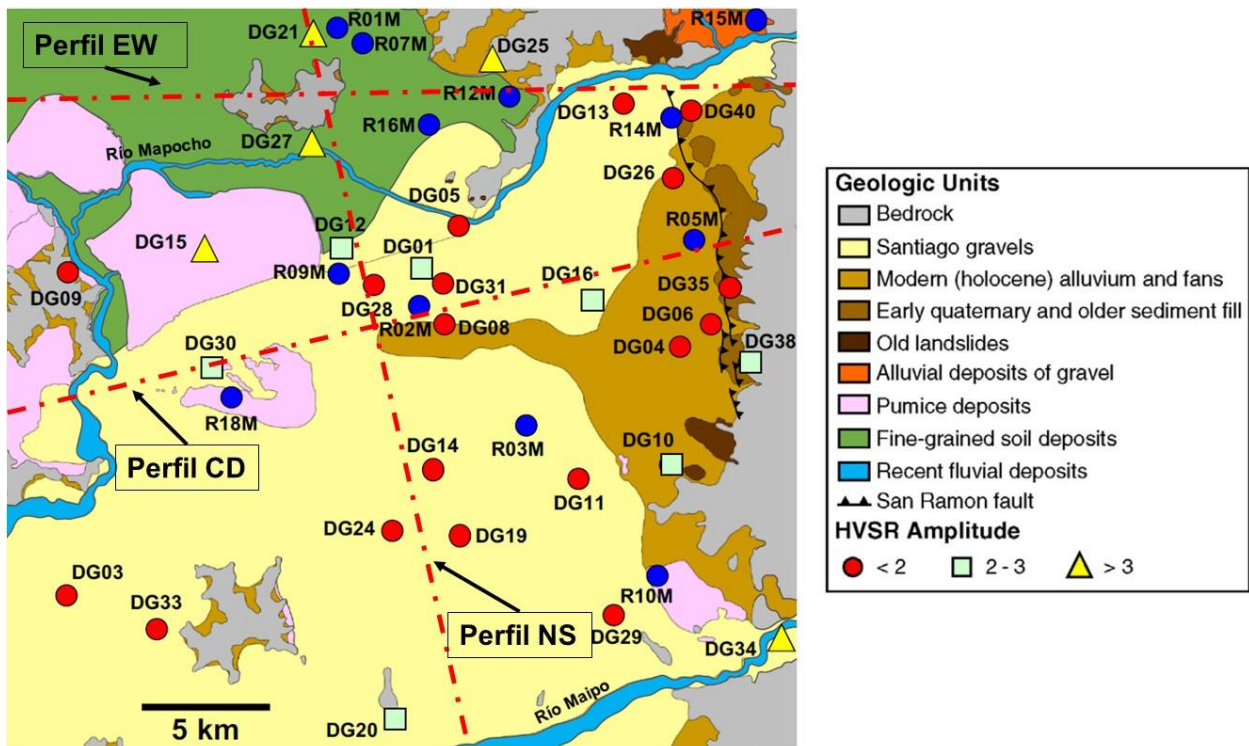 R01M
R15M
DG21
R07M
Perfil EW
DG25
R12M
DG13
DG40
R14M
R16M
DG27
Río Mapocho
DG26
DG05
R05M
DG12
DG15
DG01
DG16
R09M
DG31
DG35
DG09
DG28
R02M
DG08
DG06
DG30
DG04
DG38
R18M
R03M
Perfil CD
DG14
DG10
DG11
DG24
DG19
DG03
R10M
DG33
Perfil NS
DG29
DG34
Río Maipo
5 km
DG20
Geologic Units
Bedrock
Santiago gravels
Modern (holocene) alluvium and fans
Early quaternary and older sediment fill
Old landslides
Alluvial deposits of gravel
Pumice deposits
Fine-grained soil deposits
Recent fluvial deposits
San Ramon fault
HVSR Amplitude
< 2 2 - 3 > 3